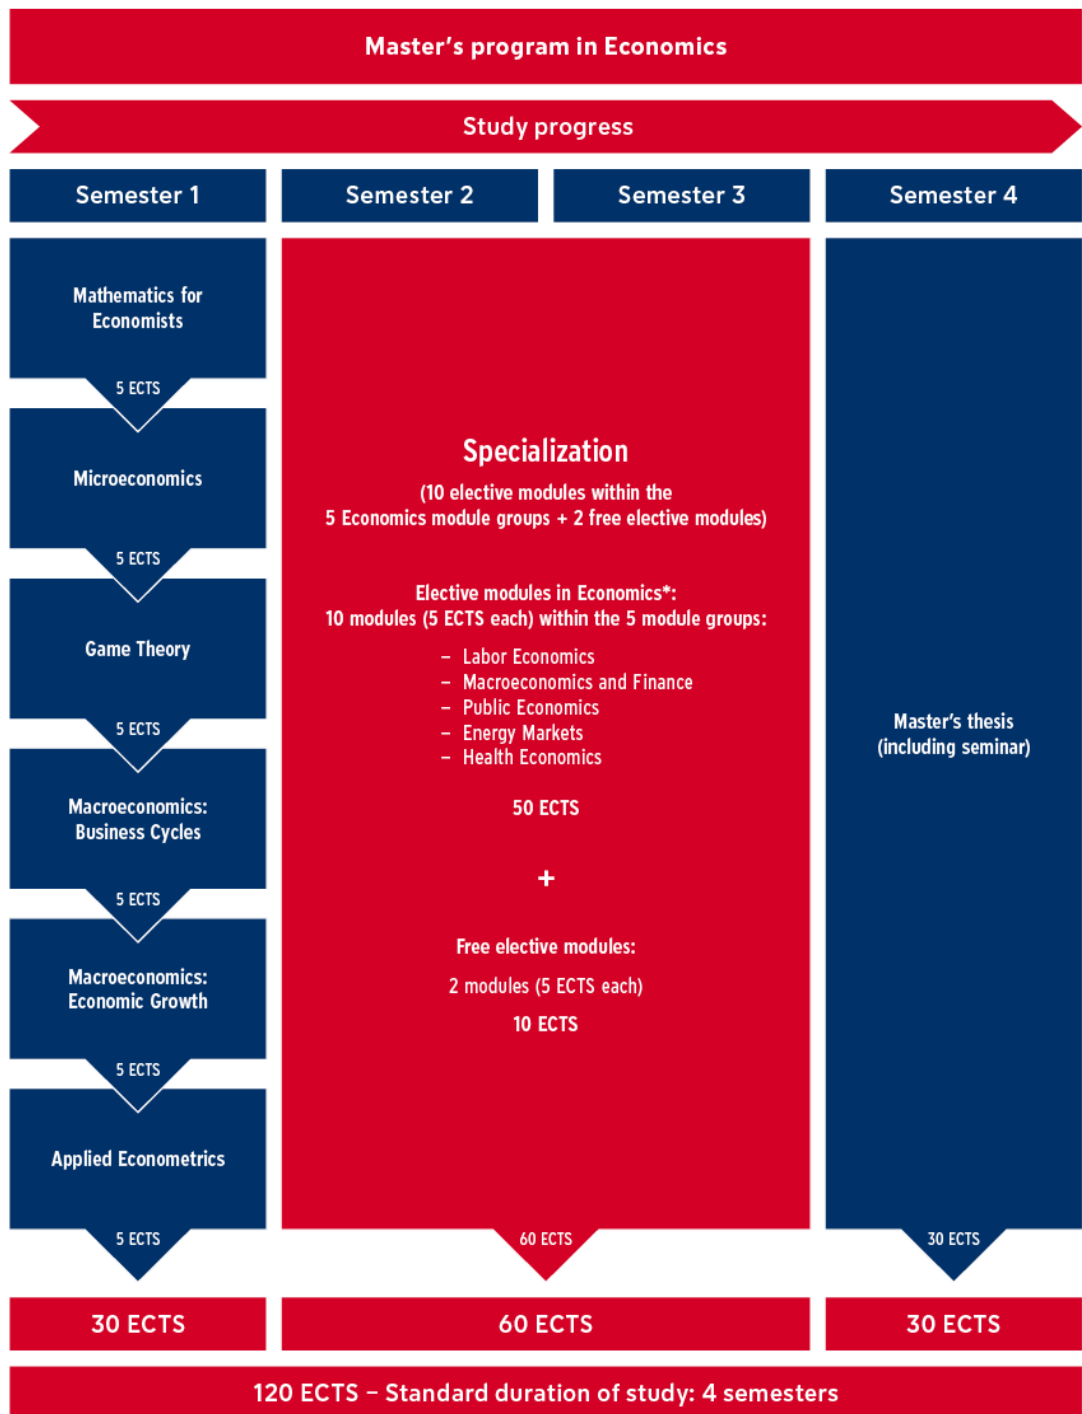 Master's program in Economics
Study progress
Semester 1
Semester 2
Semester 3
Semester 4
Mathematics for
Economists
5 ECTS
Microeconomics
5 ECTS
Game Theory
5 ECTS
Macroeconomics:
Business Cycles
5 ECTS
Macroeconomics:
Economic Growth
5 ECTS
Applied Econometrics
5 ECTS
Specialization
(10 elective modules within the
5 Economics module groups + 2 free elective modules)
Elective modules in Economics*:
10 modules (5 ECTS each) within the 5 module groups:
– Labor Economics
– Macroeconomics and Finance
– Public Economics
– Energy Markets
– Health Economics
50 ECTS
+
Free elective modules:
2 modules (5 ECTS each)
10 ECTS
60 ECTS
Master's thesis
(including seminar)
30 ECTS
30 ECTS
60 ECTS
30 ECTS
120 ECTS – Standard duration of study: 4 semesters